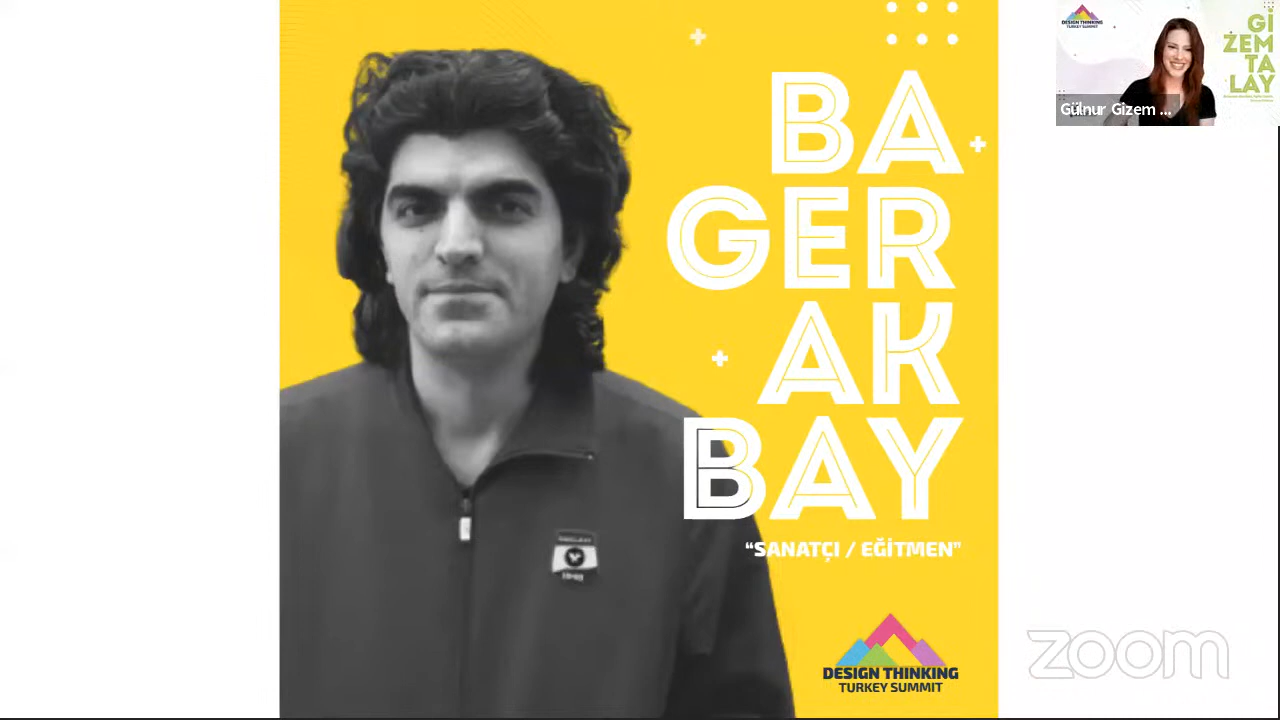 BA
GER
AK
BAY
“SANATÇI / EĞİTMEN”
DESIGN THINKING
TURKEY SUMMIT
DESIGN THINKING
TURKEY SUMMIT
Gİ
ZEM
TA
LAY
Gülnur Gizem ...
zoom